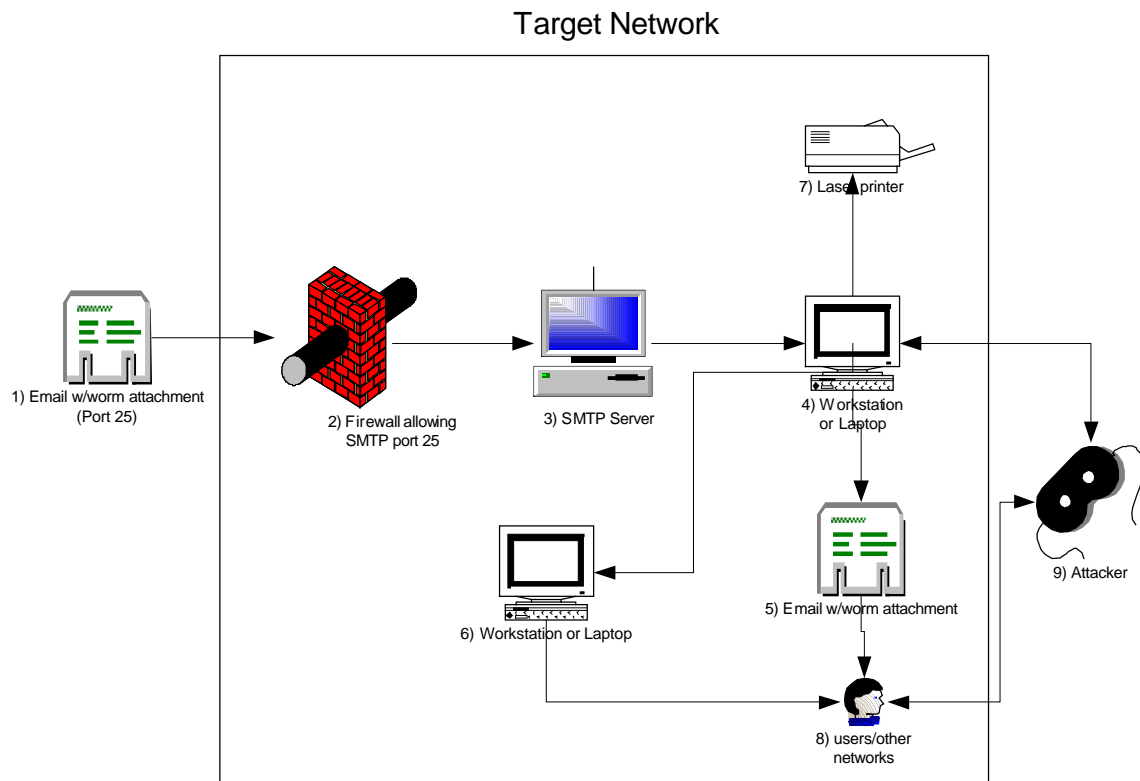 Target Network
7) Laser printer
1) Email w/worm attachment
(Port 25)
2) Firewall allowing
SMTP port 25
3) SMTP Server
4) Workstation
or Laptop
9) Attacker
5) Email w/worm attachment
6) Workstation or Laptop
8) users/other
networks